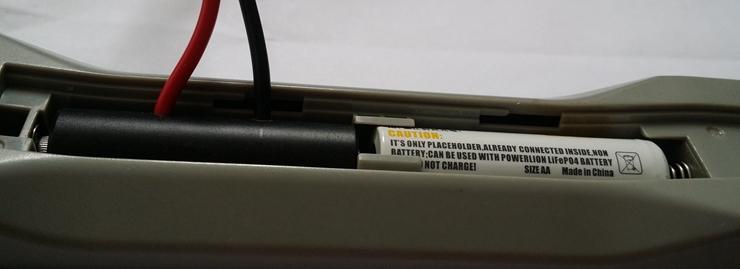 CAUTION:
IT'S ONLY PLACEHOLDER,ALREADY CONNECTED INSIDE,NON
BATTERY;CAN BE USED WITH POWERLION LiFePO4 BATTERY
NOT CHARGE!
SIZE AA Made in China